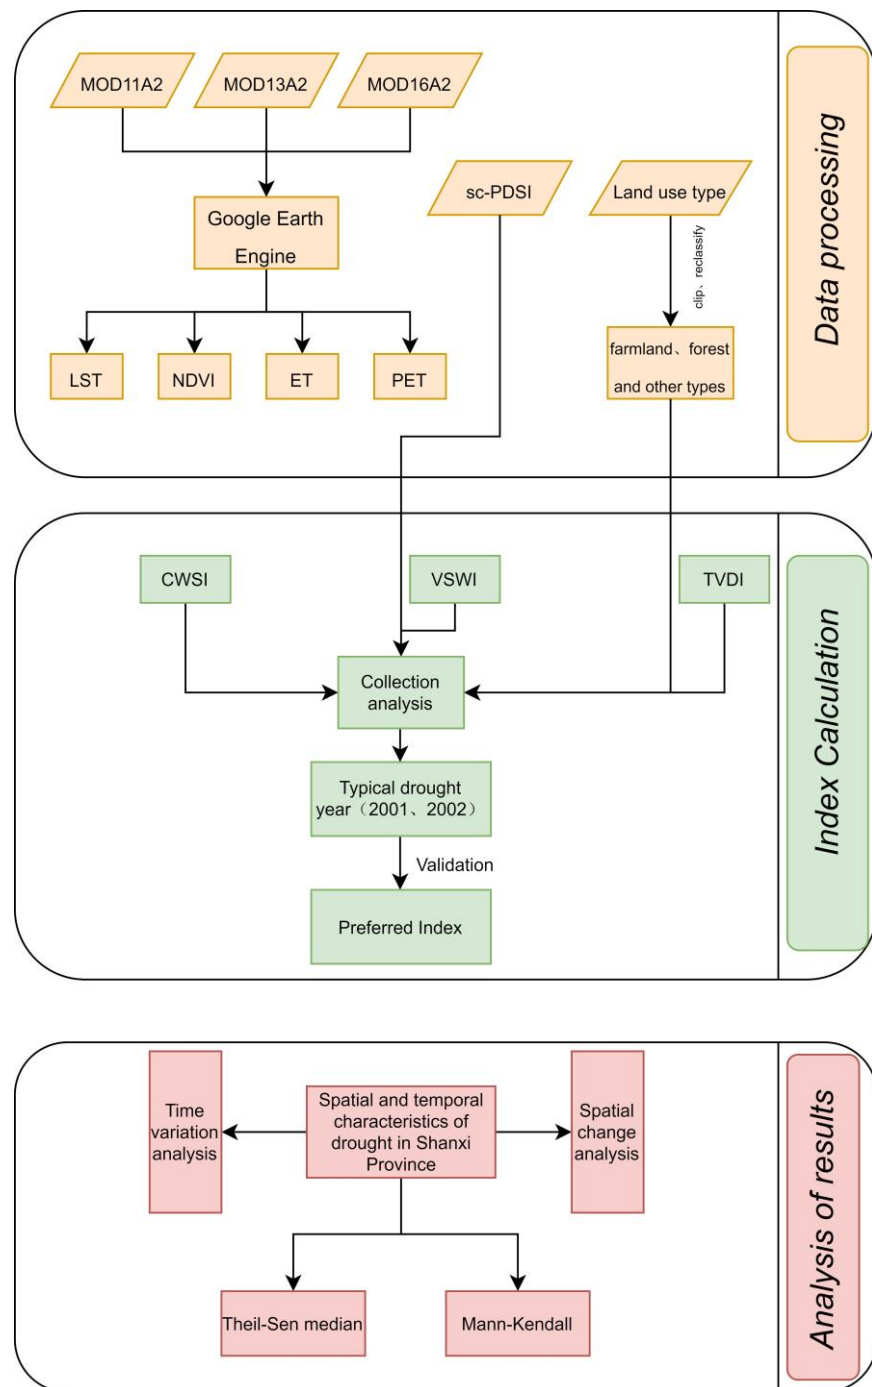 MOD11A2
MOD13A2
MOD16A2
sc-PDSI
Land use type
Google Earth
Engine
clip、reclassify
LST
NDVI
ET
PET
farmland、forest
and other types
Data processing
CWSI
VSWI
TVDI
Collection
analysis
Typical drought
year（2001、2002）
Validation
Preferred Index
Index Calculation
Time
variation
analysis
Spatial and temporal
characteristics of
drought in Shanxi
Province
Spatial
change
analysis
Theil-Sen median
Mann-Kendall
Analysis of results